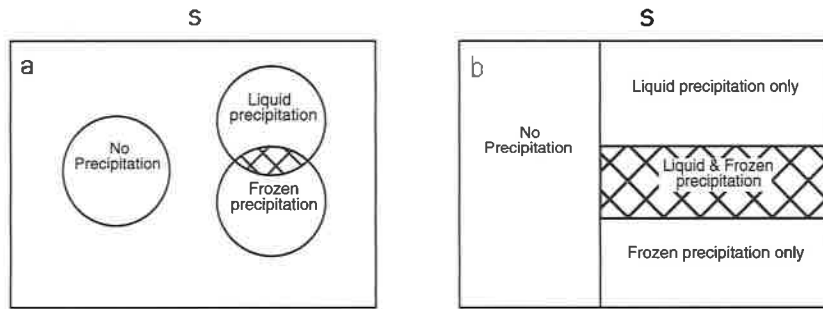 S
a
Liquid
precipitation
No
Precipitation
Frozen
precipitation
S
b
Liquid precipitation only
No
Precipitation
Liquid & Frozen
precipitation
Frozen precipitation only